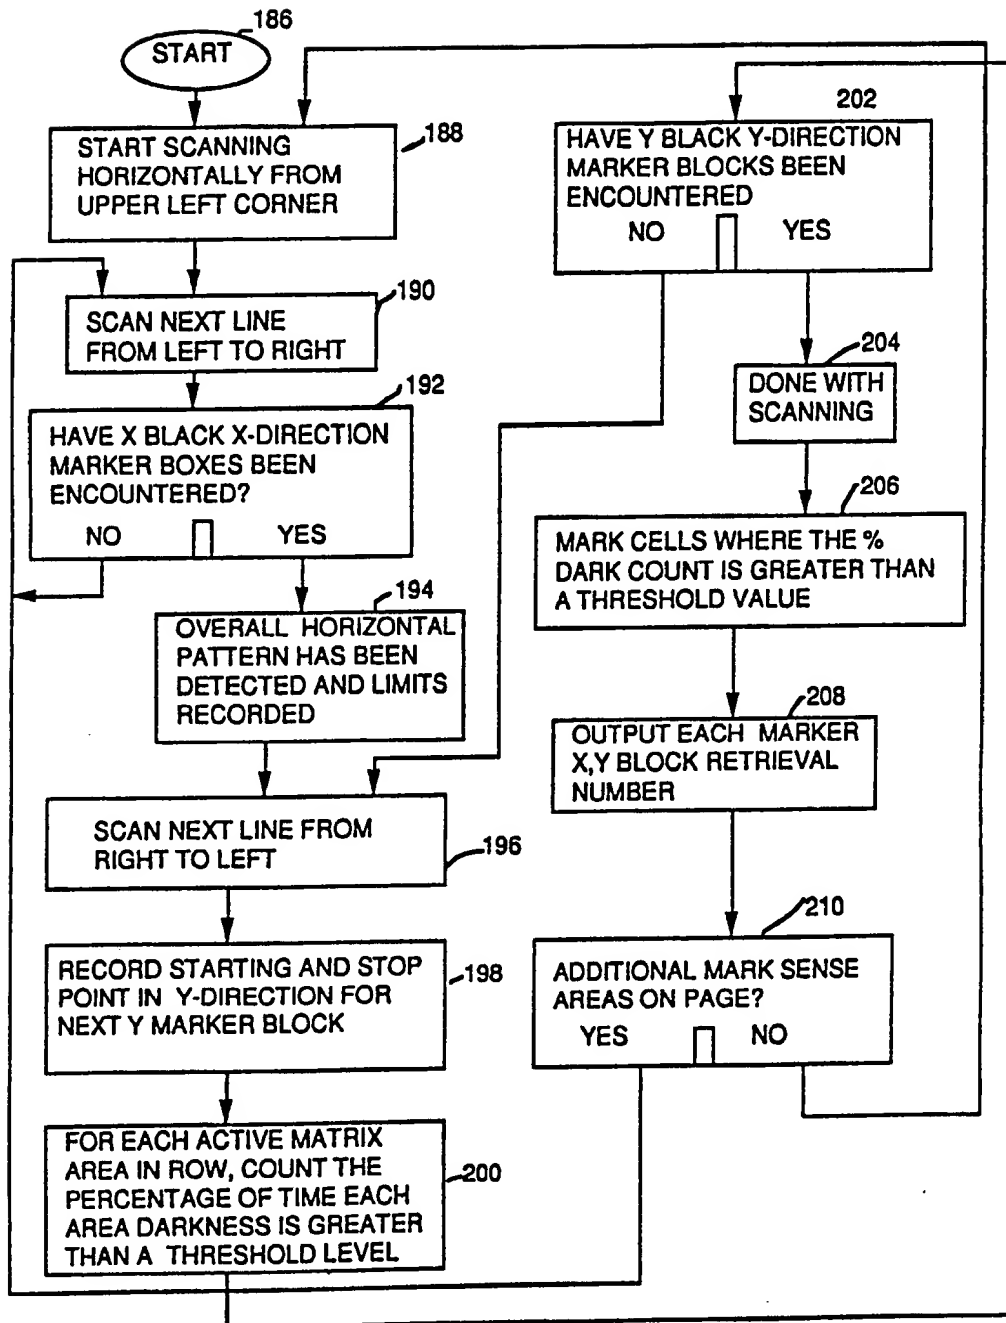 186
START
188
START SCANNING
HORIZONTALLY FROM
UPPER LEFT CORNER
190
SCAN NEXT LINE
FROM LEFT TO RIGHT
192
HAVE X BLACK X-DIRECTION
MARKER BOXES BEEN
ENCOUNTERED?
NO YES
194
OVERALL HORIZONTAL
PATTERN HAS BEEN
DETECTED AND LIMITS
RECORDED
SCAN NEXT LINE FROM
RIGHT TO LEFT
196
RECORD STARTING AND STOP
POINT IN Y-DIRECTION FOR
NEXT Y MARKER BLOCK
198
FOR EACH ACTIVE MATRIX
AREA IN ROW, COUNT THE
PERCENTAGE OF TIME EACH
AREA DARKNESS IS GREATER
THAN A THRESHOLD LEVEL
200
202
HAVE Y BLACK Y-DIRECTION
MARKER BLOCKS BEEN
ENCOUNTERED
NO YES
204
DONE WITH
SCANNING
206
MARK CELLS WHERE THE %
DARK COUNT IS GREATER THAN
A THRESHOLD VALUE
208
OUTPUT EACH MARKER
X,Y BLOCK RETRIEVAL
NUMBER
210
ADDITIONAL MARK SENSE
AREAS ON PAGE?
YES NO